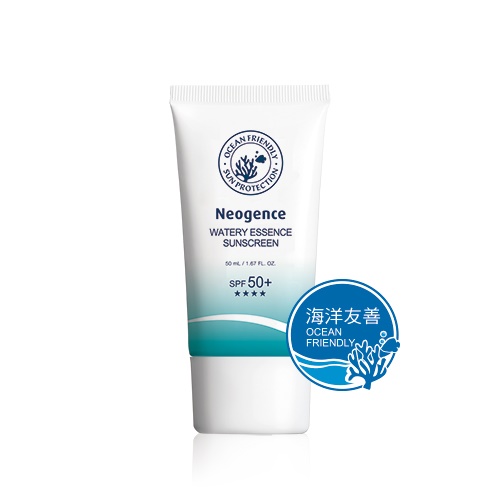 OCEAN FRIENDLY
SUN PROTECTION
Neogence
WATERY ESSENCE
SUNSCREEN
50 mL / 1.67 FL. OZ.
SPF 50+
★★★★
海洋友善
OCEAN
FRIENDLY